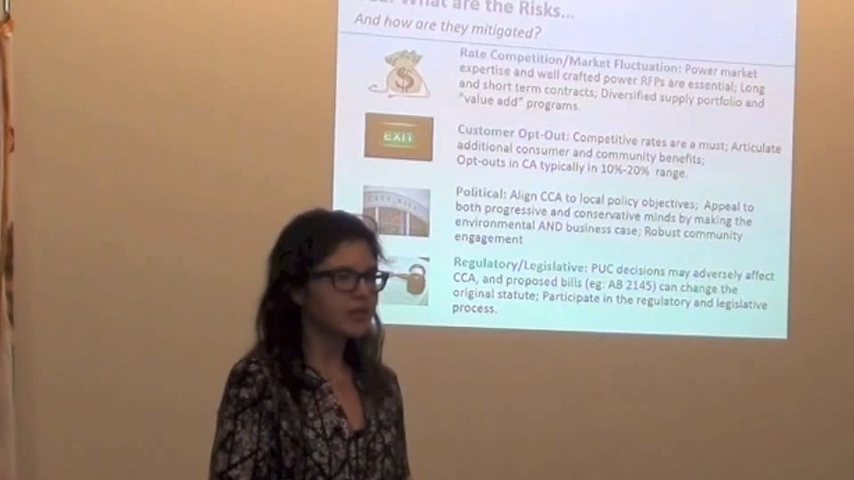 What are the Risks...
And how are they mitigated?
Rate Competition/Market Fluctuation: Power market
expertise and well crafted power RFPs are essential; Long
and short term contracts; Diversified supply portfolio and
"value add" programs.
EXIT
Customer Opt-Out: Competitive rates are a must; Articulate
additional consumer and community benefits;
Opt-outs in CA typically in 10%-20% range.
CITY HALL
Political: Align CCA to local policy objectives; Appeal to
both progressive and conservative minds by making the
environmental AND business case; Robust community
engagement
Regulatory/Legislative: PUC decisions may adversely affect
CCA, and proposed bills (eg: AB 2145) can change the
original statute; Participate in the regulatory and legislative
process.